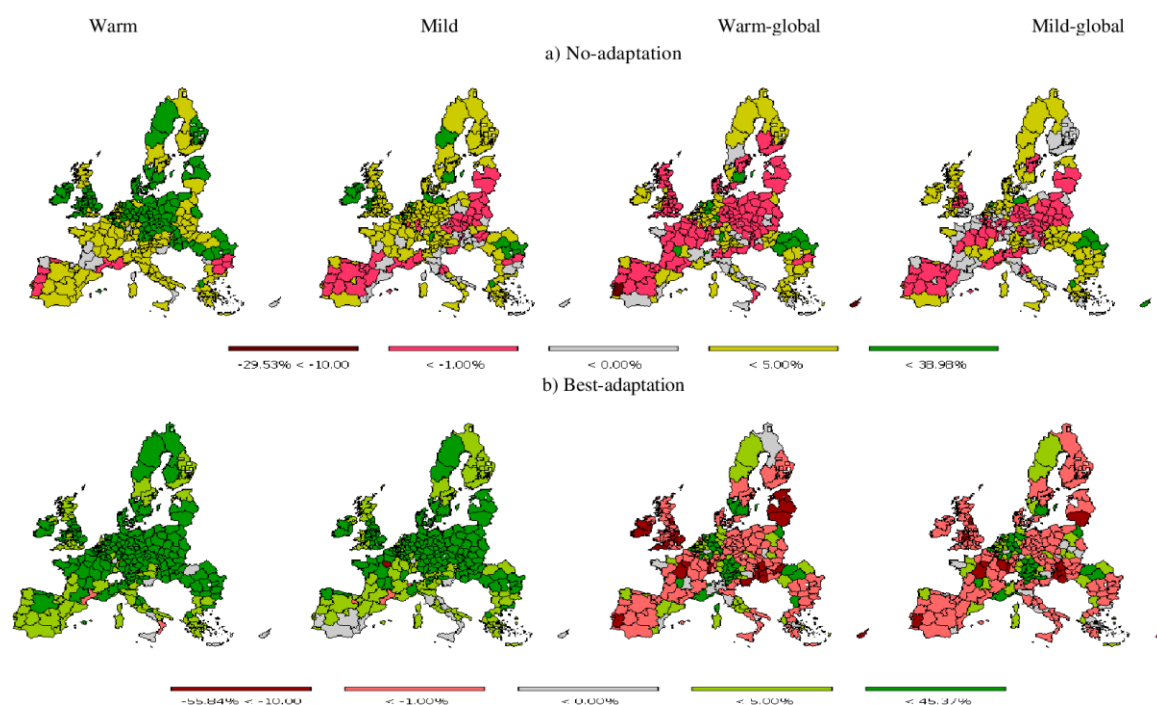 Warm Mild Warm-global Mild-global
a) No-adaptation
-29.53% < -10.00 < -1.00% < 0.00% < 5.00% < 38.98%
b) Best-adaptation
-55.84% < -10.00 < -1.00% < 0.00% < 5.00% < 45.37%